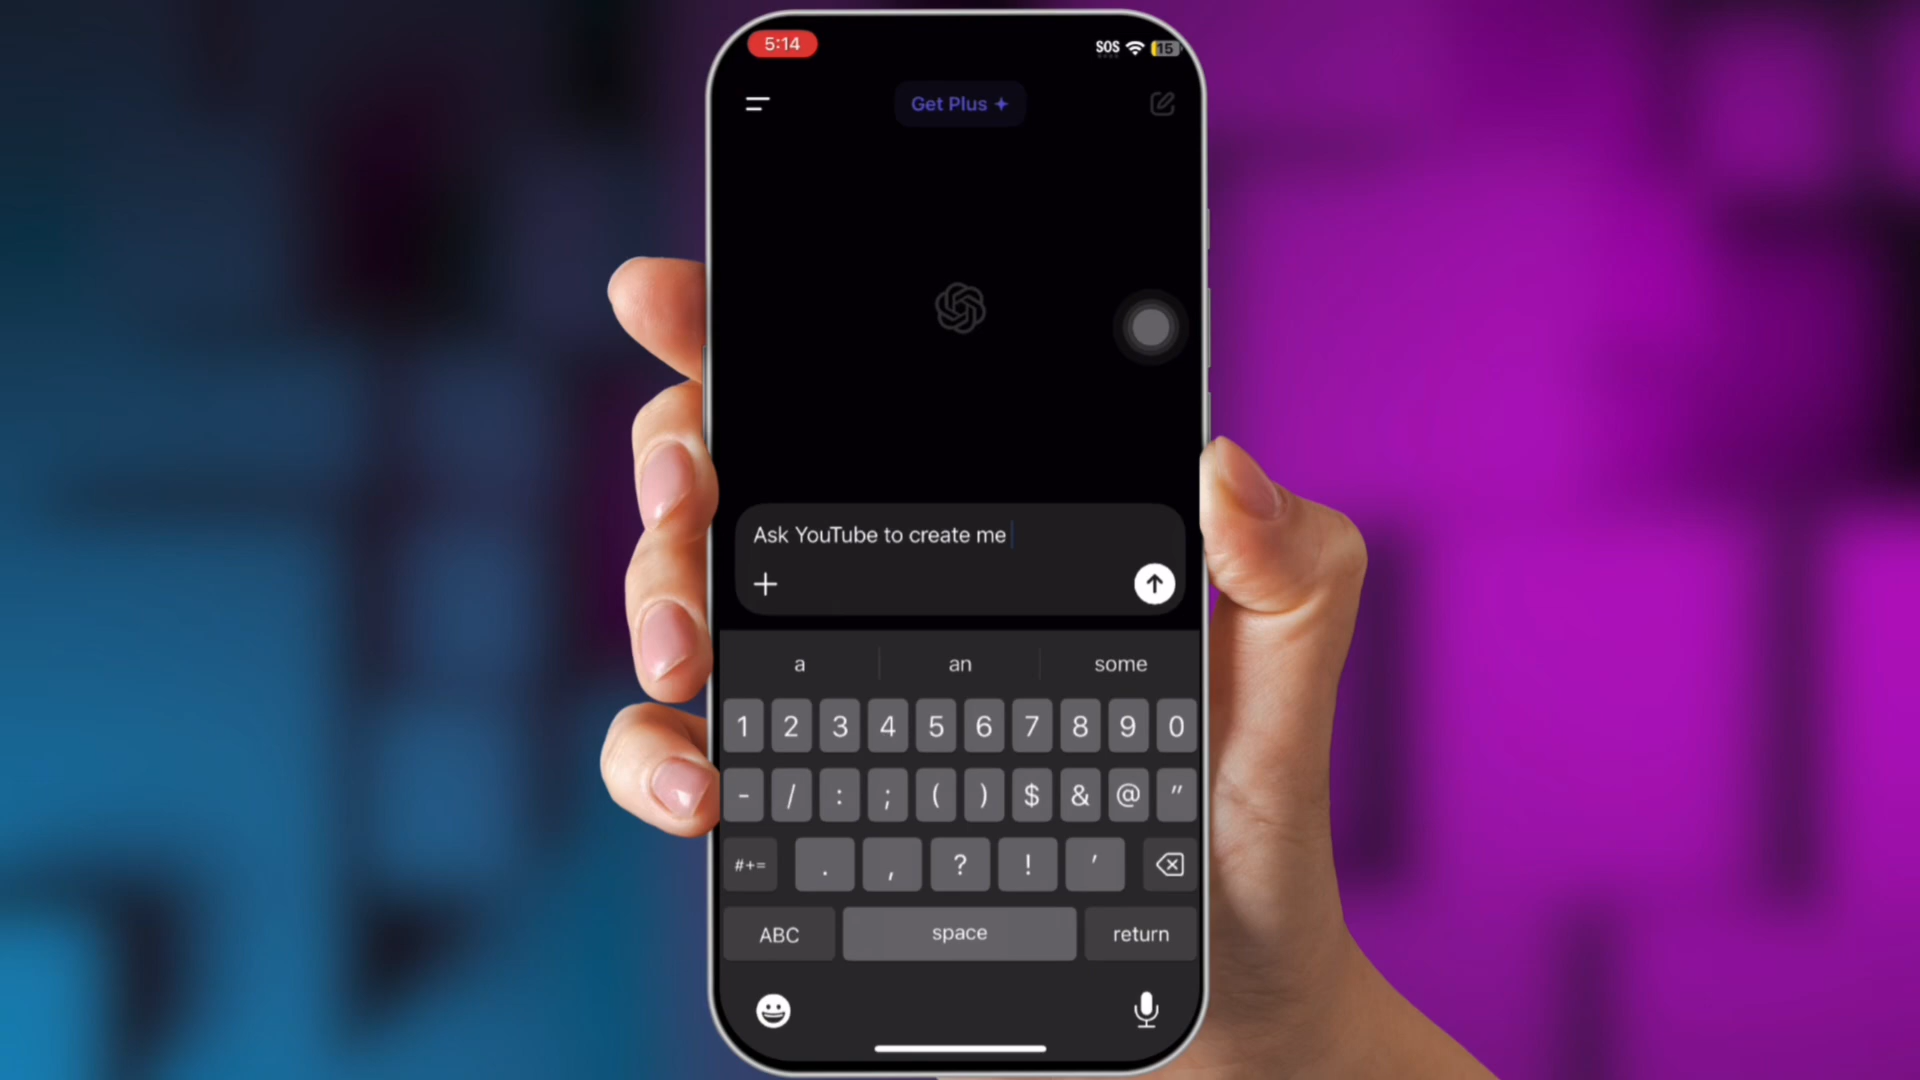 5:14
SOS
15
Get Plus
Ask YouTube to create me
a an some
1 2 3 4 5 6 7 8 9 0
- / : ; ( ) $ & @ "
#+= . , ? ! '
ABC space return